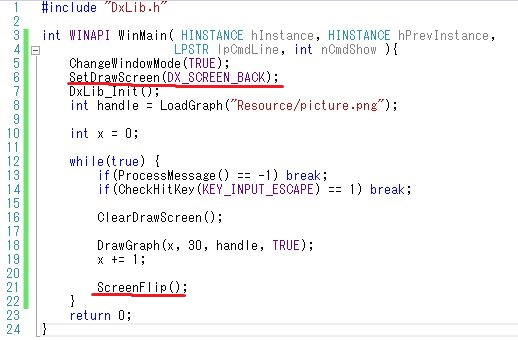 1 #include "DxLib.h"
2
3 int WINAPI WinMain( HINSTANCE hInstance, HINSTANCE hPrevInstance,
4 LPSTR lpCmdLine, int nCmdShow ){
5 ChangeWindowMode(TRUE);
6 SetDrawScreen(DX_SCREEN_BACK);
7 DxLib_Init();
8 int handle = LoadGraph("Resource/picture.png");
9
10 int x = 0;
11
12 while(true) {
13 if(ProcessMessage() == -1) break;
14 if(CheckHitKey(KEY_INPUT_ESCAPE) == 1) break;
15
16 ClearDrawScreen();
17
18 DrawGraph(x, 30, handle, TRUE);
19 x += 1;
20
21 ScreenFlip();
22 }
23 return 0;
24 }